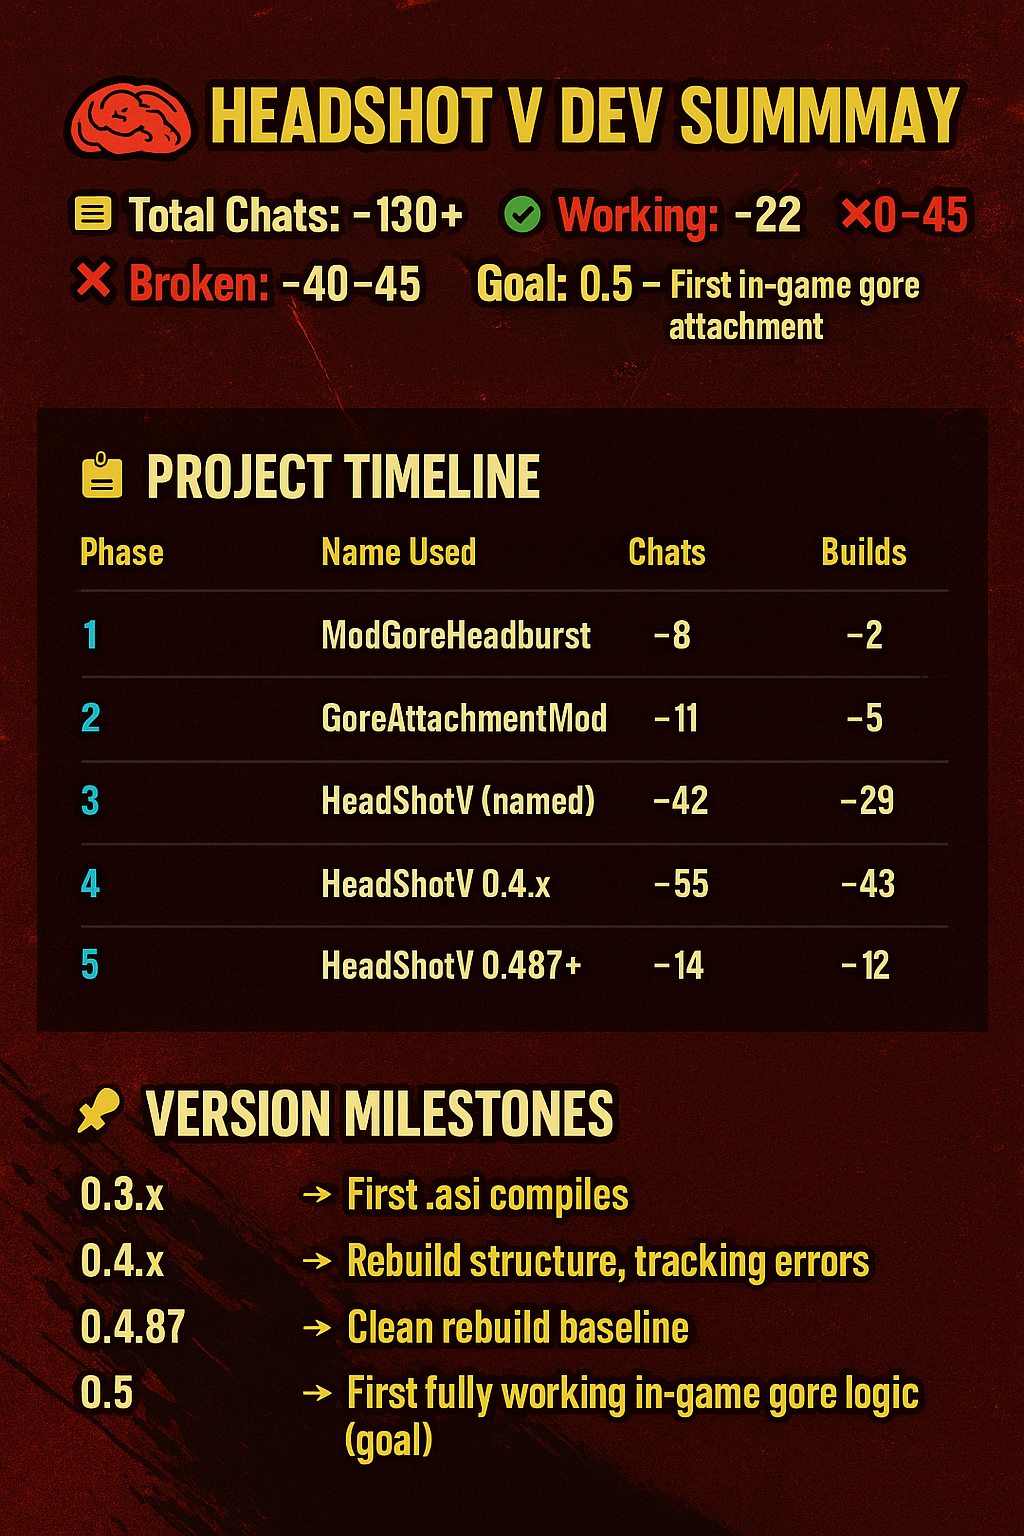 HEADSHOT V DEV SUMMMAY
Total Chats: –130+ Working: –22 ×0–45
Broken: –40–45 Goal: 0.5 – First in-game gore
attachment
PROJECT TIMELINE
Phase Name Used Chats Builds
1 ModGoreHeadburst –8 –2
2 GoreAttachmentMod –11 –5
3 HeadShotV (named) –42 –29
4 HeadShotV 0.4.x –55 –43
5 HeadShotV 0.487+ –14 –12
VERSION MILESTONES
0.3.x → First .asi compiles
0.4.x → Rebuild structure, tracking errors
0.4.87 → Clean rebuild baseline
0.5 → First fully working in-game gore logic
(goal)